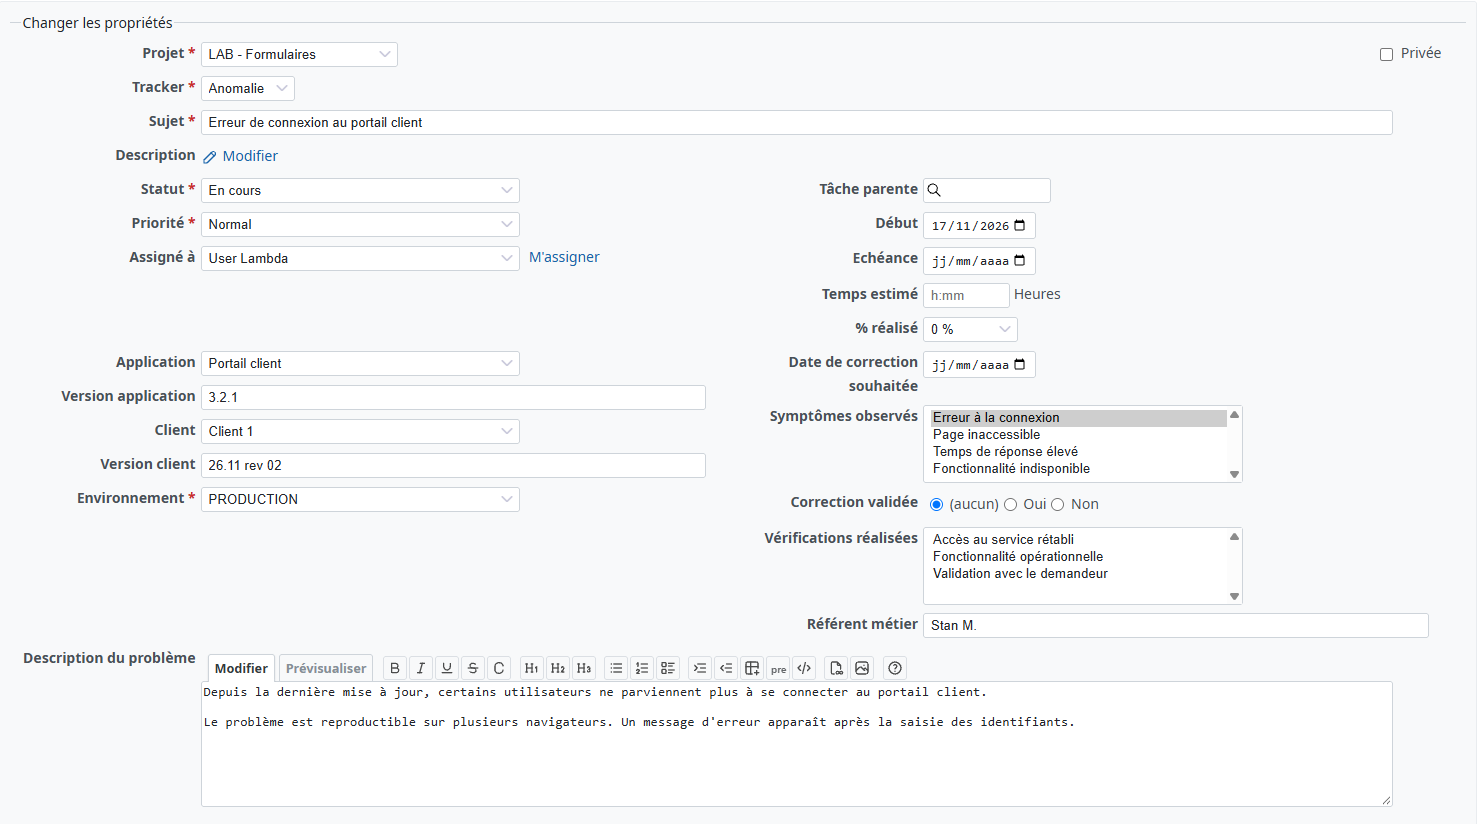 Changer les propriétés
Projet * LAB - Formulaires
Privée
Tracker * Anomalie
Sujet * Erreur de connexion au portail client
Description Modifier
Statut * En cours
Tâche parente
Priorité * Normal
Début 17/11/2026
Assigné à User Lambda M'assigner
Echéance jj/mm/aaaa
Temps estimé h:mm Heures
% réalisé 0 %
Application Portail client
Date de correction souhaitée jj/mm/aaaa
Version application 3.2.1
Client Client 1
Version client 26.11 rev 02
Environnement * PRODUCTION
Symptômes observés Erreur à la connexion
Page inaccessible
Temps de réponse élevé
Fonctionnalité indisponible
Correction validée (aucun) Oui Non
Vérifications réalisées Accès au service rétabli
Fonctionnalité opérationnelle
Validation avec le demandeur
Référent métier Stan M.
Description du problème Modifier Prévisualiser B I U S C H1 H2 H3 pre
Depuis la dernière mise à jour, certains utilisateurs ne parviennent plus à se connecter au portail client.
Le problème est reproductible sur plusieurs navigateurs. Un message d'erreur apparaît après la saisie des identifiants.